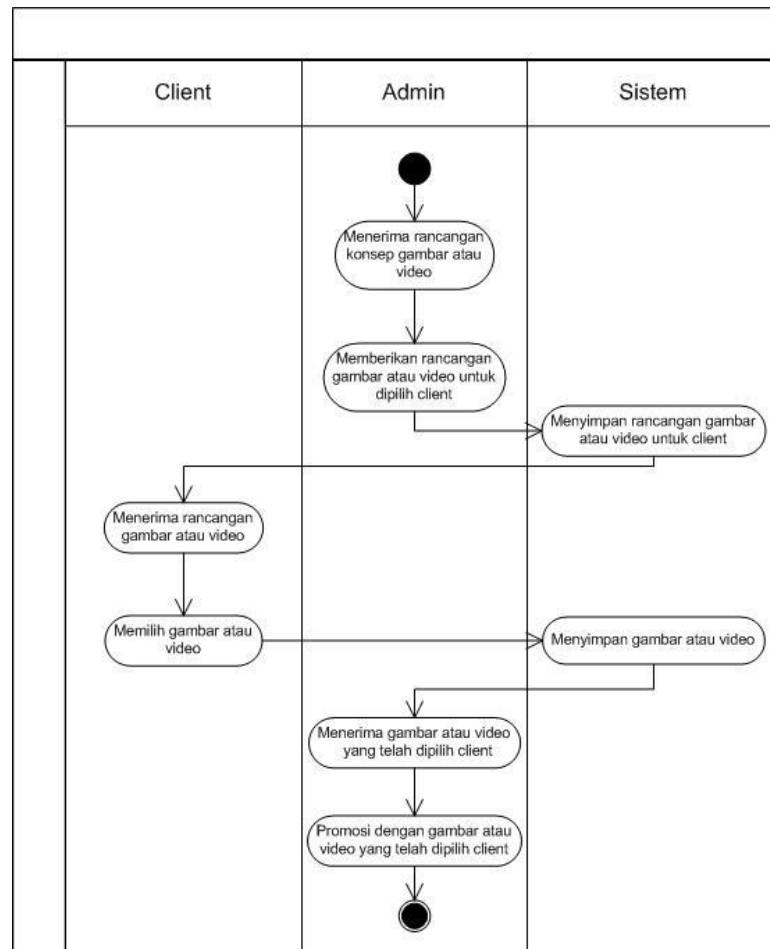 Client
Admin
Sistem
Menerima rancangan
konsep gambar atau
video
Memberikan rancangan
gambar atau video untuk
dipilih client
Menyimpan rancangan gambar
atau video untuk client
Menerima rancangan
gambar atau video
Memilih gambar atau
video
Menyimpan gambar atau video
Menerima gambar atau video
yang telah dipilih client
Promosi dengan gambar atau
video yang telah dipilih client